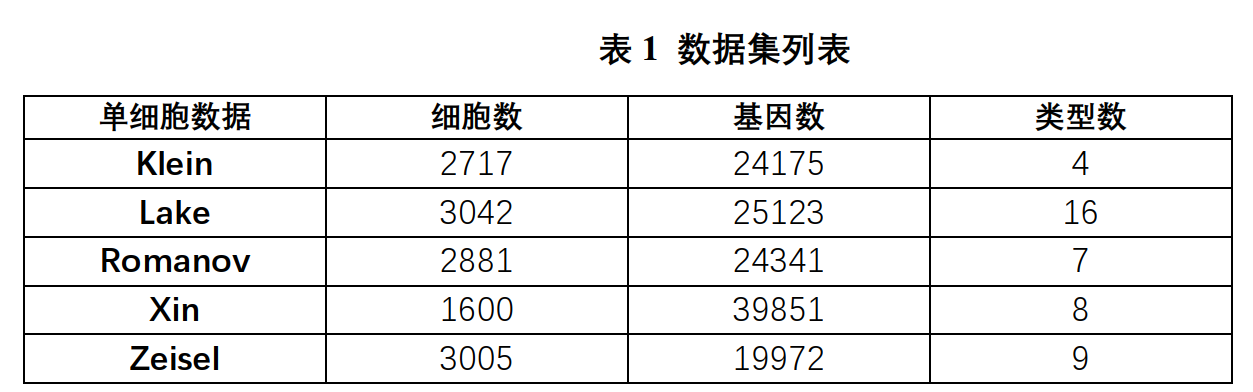 表 1 数据集列表
单细胞数据 细胞数 基因数 类型数
Klein 2717 24175 4
Lake 3042 25123 16
Romanov 2881 24341 7
Xin 1600 39851 8
Zeisel 3005 19972 9